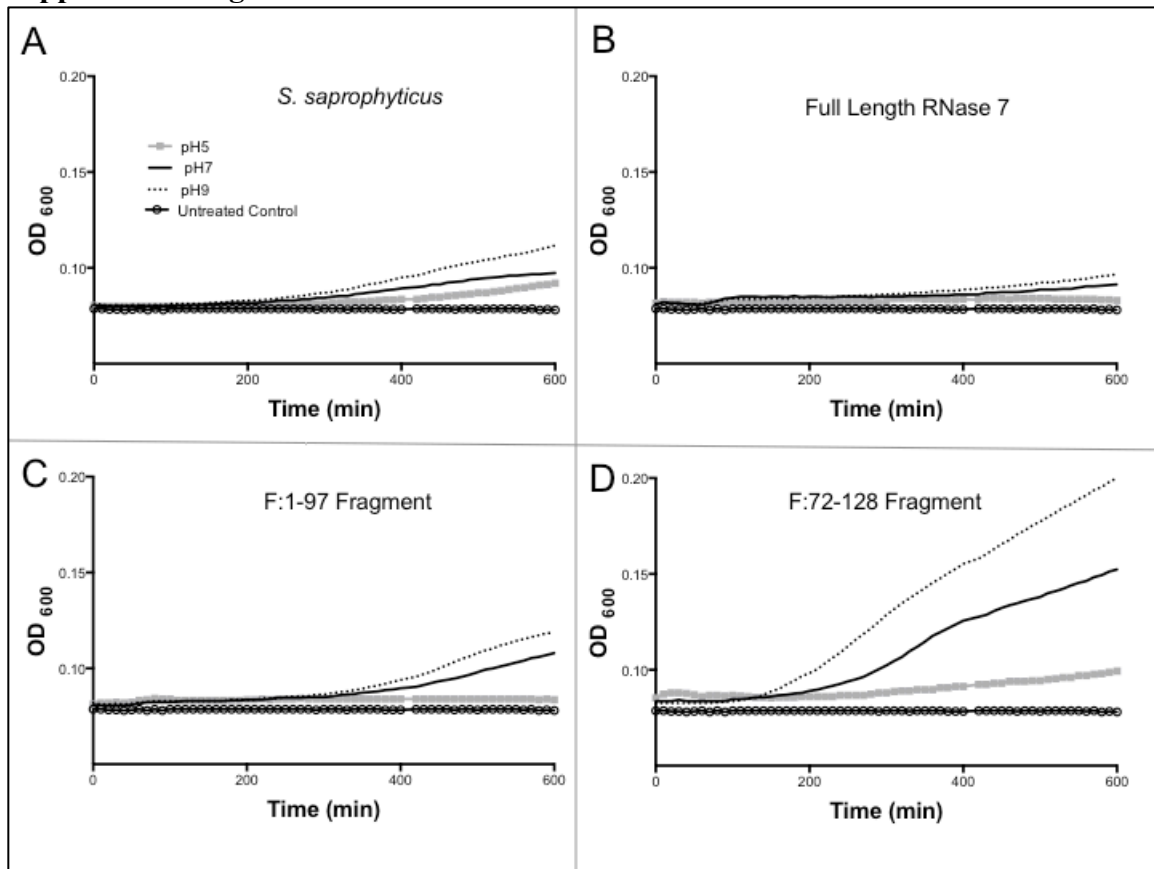 A
0.20
0.15
0.10
OD 600
S. saprophyticus
pH5
pH7
pH9
Untreated Control
0
200
400
600
Time (min)
B
0.20
0.15
0.10
OD 600
Full Length RNase 7
0
200
400
600
Time (min)
C
0.20
0.15
0.10
OD 600
F:1-97 Fragment
0
200
400
600
Time (min)
D
0.20
0.15
0.10
OD 600
F:72-128 Fragment
0
200
400
600
Time (min)